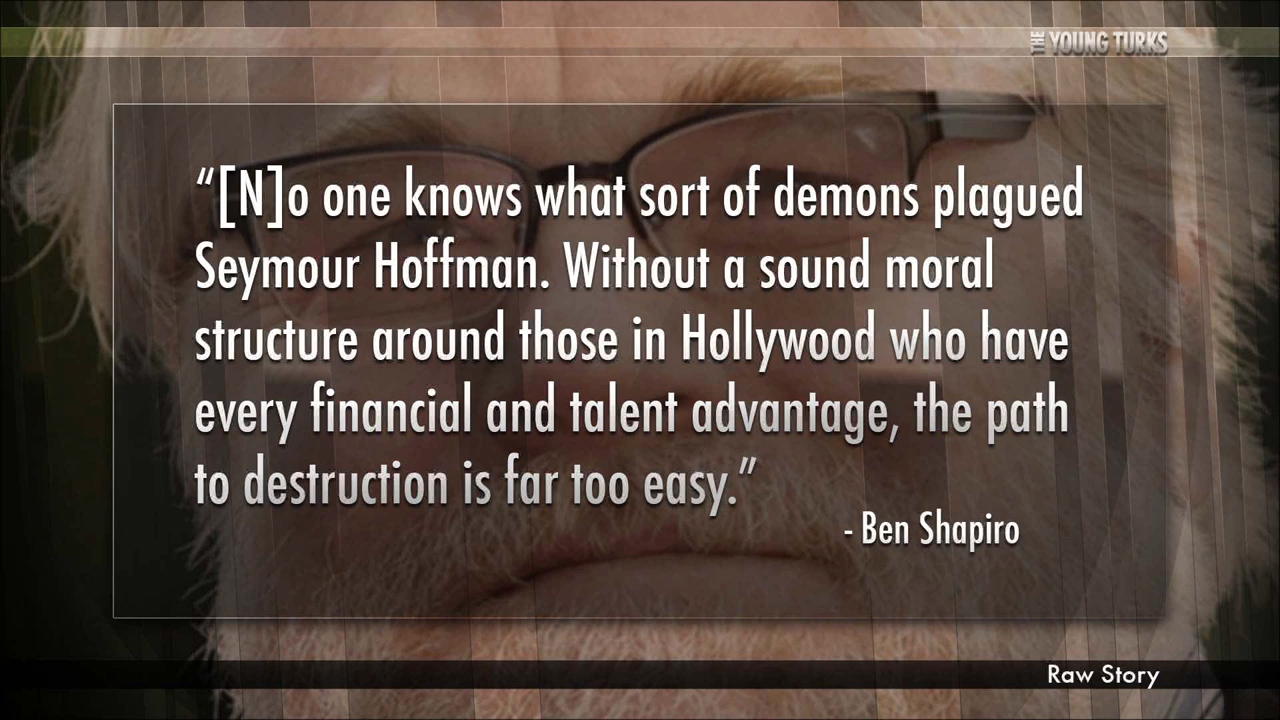 THE YOUNG TURKS
“[N]o one knows what sort of demons plagued
Seymour Hoffman. Without a sound moral
structure around those in Hollywood who have
every financial and talent advantage, the path
to destruction is far too easy.”
- Ben Shapiro
Raw Story